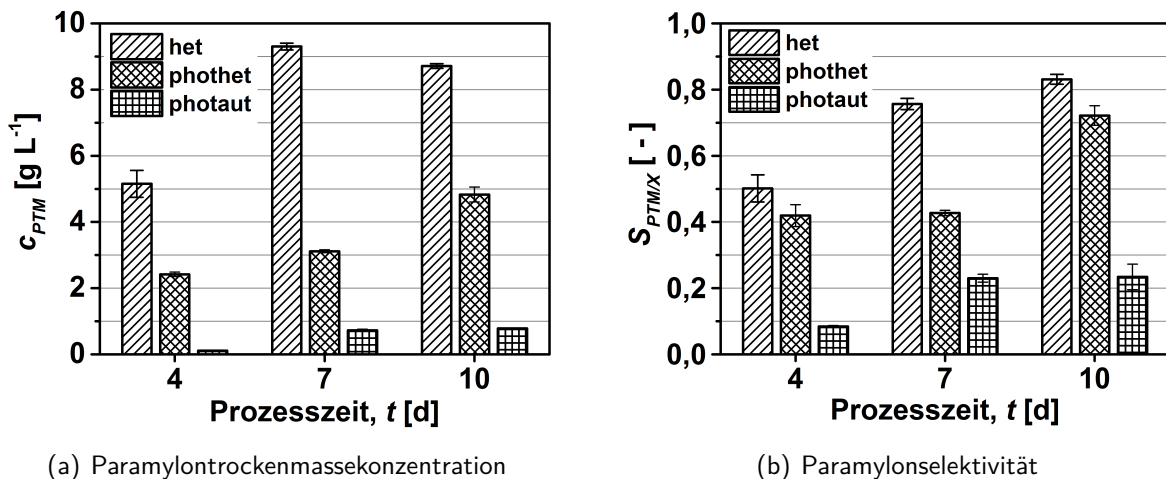 10
8
6
4
2
0
c_PTM [g L⁻¹]
het
phothet
photaut
4 7 10
Prozesszeit, t [d]
(a) Paramylontrockenmassekonzentration
1,0
0,8
0,6
0,4
0,2
0,0
S_PTM/X [ - ]
het
phothet
photaut
4 7 10
Prozesszeit, t [d]
(b) Paramylonselektivität